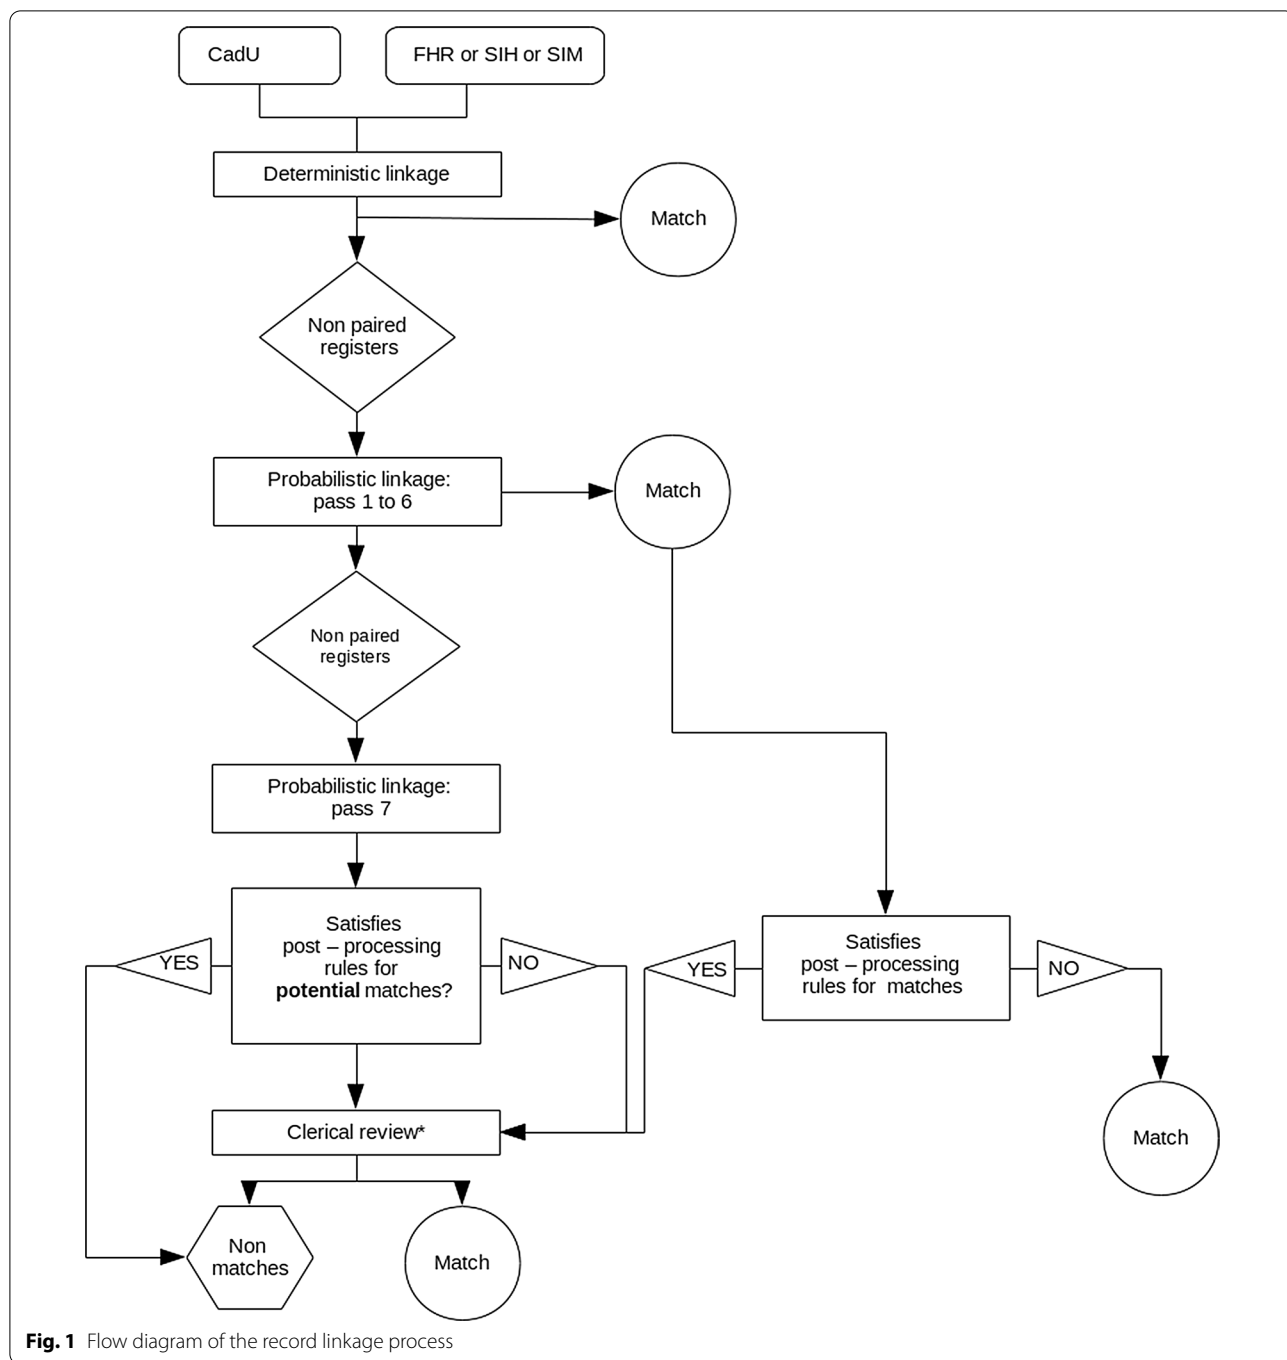 CadU
FHR or SIH or SIM
Deterministic linkage
Match
Non paired
registers
Probabilistic linkage:
pass 1 to 6
Match
Non paired
registers
Probabilistic linkage:
pass 7
Satisfies
post – processing
rules for
potential matches?
YES
NO
Satisfies
post – processing
rules for matches
YES
NO
Clerical review*
Match
Non
matches
Match
Fig. 1 Flow diagram of the record linkage process